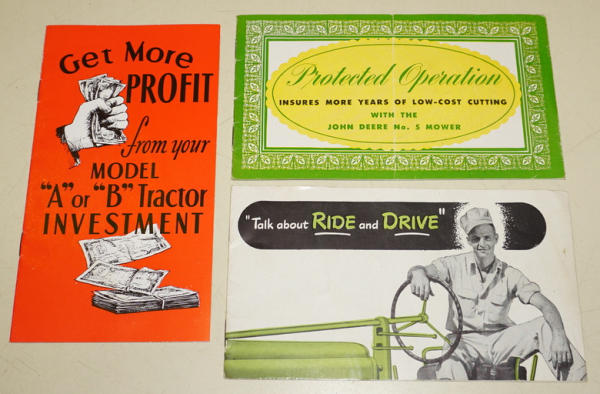 Get More
PROFIT
from your
MODEL
"A" or "B" Tractor
INVESTMENT
Protected Operation
INSURES MORE YEARS OF LOW-COST CUTTING
WITH THE
JOHN DEERE No. 5 MOWER
"Talk about RIDE and DRIVE"